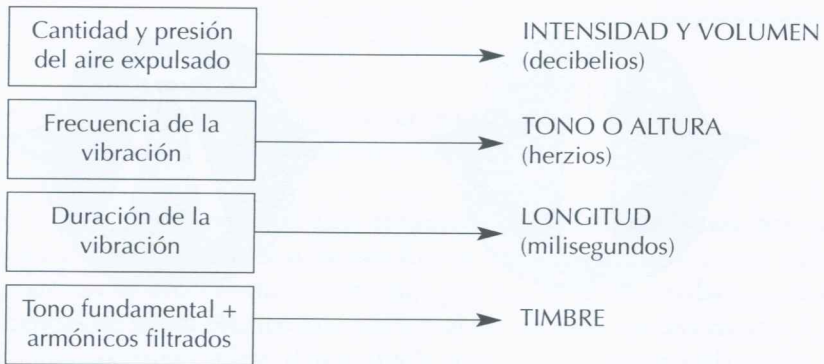 Cantidad y presión
del aire expulsado
INTENSIDAD Y VOLUMEN
(decibelios)
Frecuencia de la
vibración
TONO O ALTURA
(herzios)
Duración de la
vibración
LONGITUD
(milisegundos)
Tono fundamental +
armónicos filtrados
TIMBRE